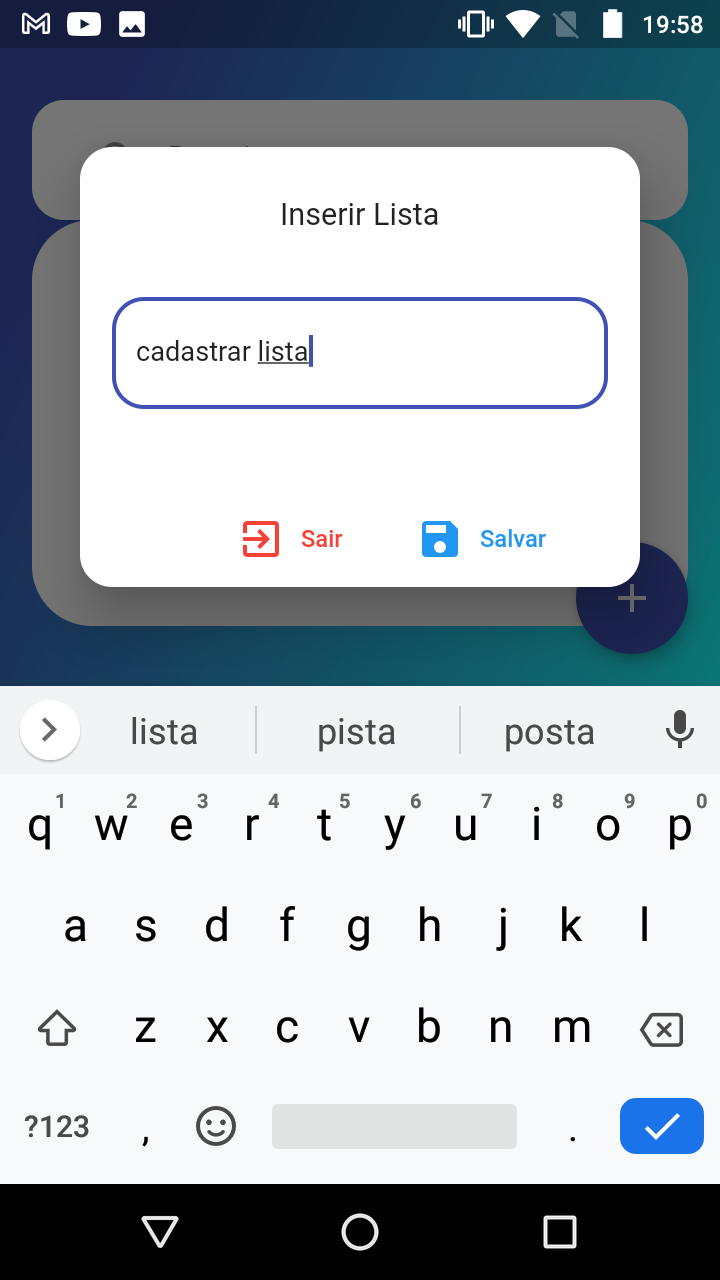 19:58
Inserir Lista
cadastrar lista
Sair Salvar
lista pista posta
1 2 3 4 5 6 7 8 9 0
q w e r t y u i o p
a s d f g h j k l
z x c v b n m
?123 , .